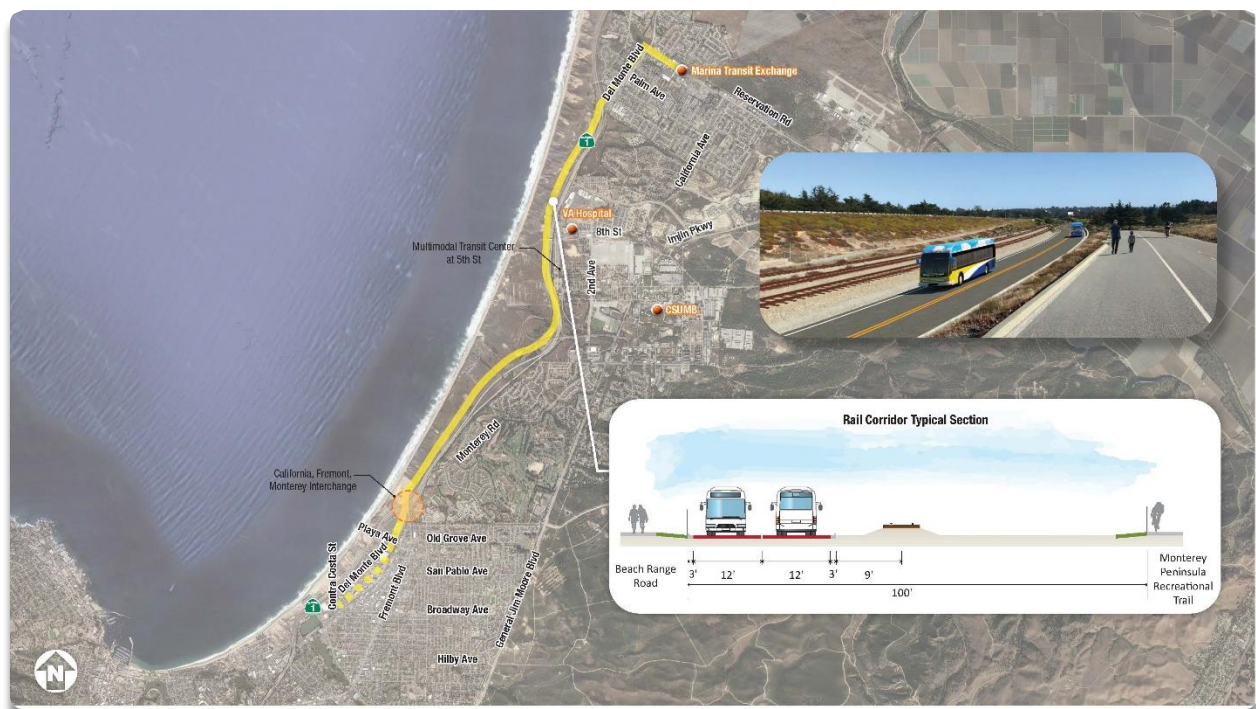 Del Monte Blvd
Marina Transit Exchange
Palm Ave
Reservation Rd
1
California Ave
VA Hospital
8th St
Imjin Pkwy
Multimodal Transit Center
at 5th St
2nd Ave
CSUMB
Monterey Rd
California, Fremont,
Monterey Interchange
Playa Ave
Old Grove Ave
Contra Costa St
Del Monte Blvd
San Pablo Ave
Fremont Blvd
General Jim Moore Blvd
1
Broadway Ave
Hilby Ave
N
Rail Corridor Typical Section
Beach Range
Road
3' 12' 12' 3' 9'
100'
Monterey
Peninsula
Recreational
Trail